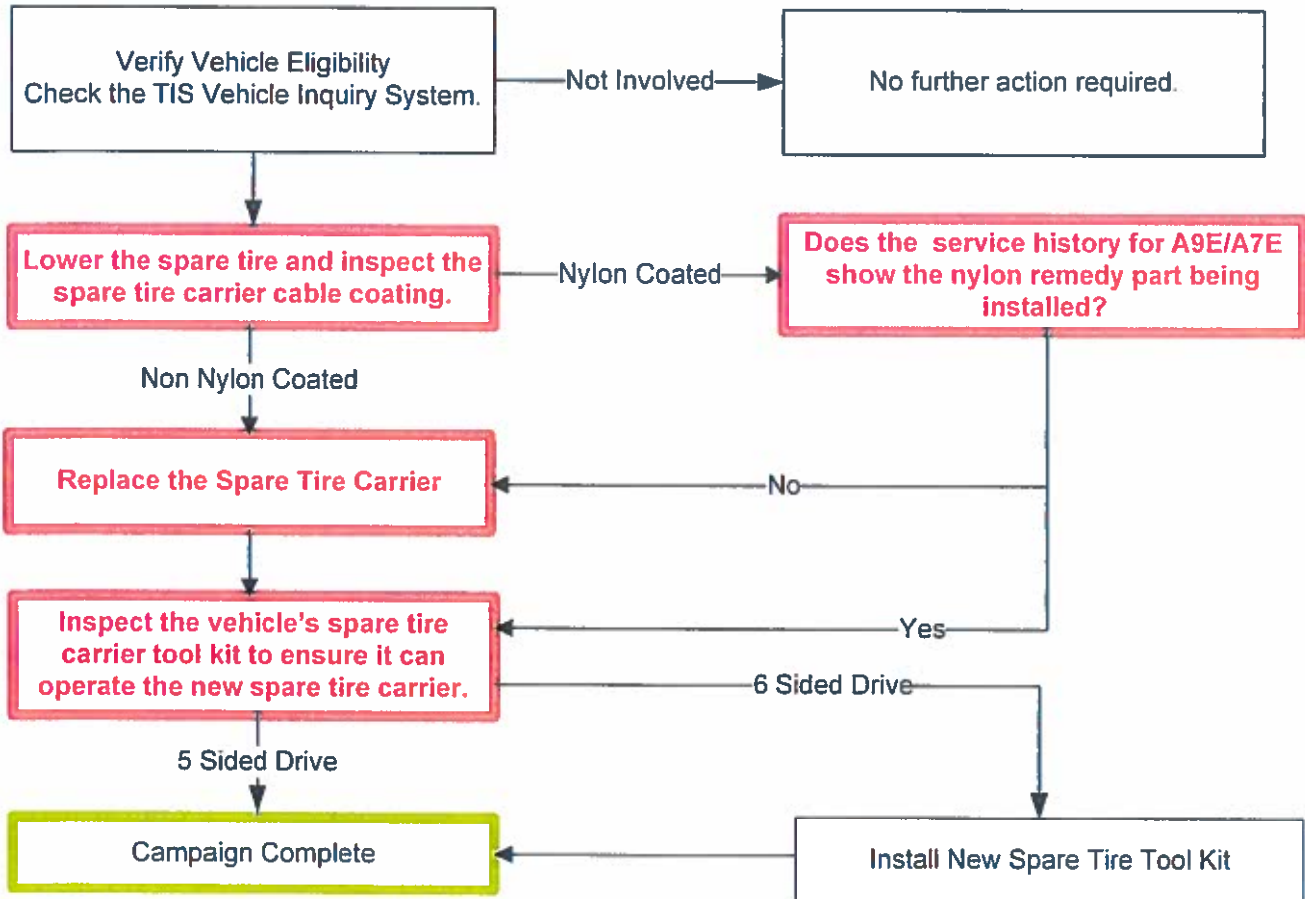 Verify Vehicle Eligibility
Check the TIS Vehicle Inquiry System.
Not Involved
No further action required.
Lower the spare tire and inspect the
spare tire carrier cable coating.
Nylon Coated
Does the service history for A9E/A7E
show the nylon remedy part being
installed?
Non Nylon Coated
Replace the Spare Tire Carrier
No
Inspect the vehicle's spare tire
carrier tool kit to ensure it can
operate the new spare tire carrier.
Yes
6 Sided Drive
5 Sided Drive
Campaign Complete
Install New Spare Tire Tool Kit